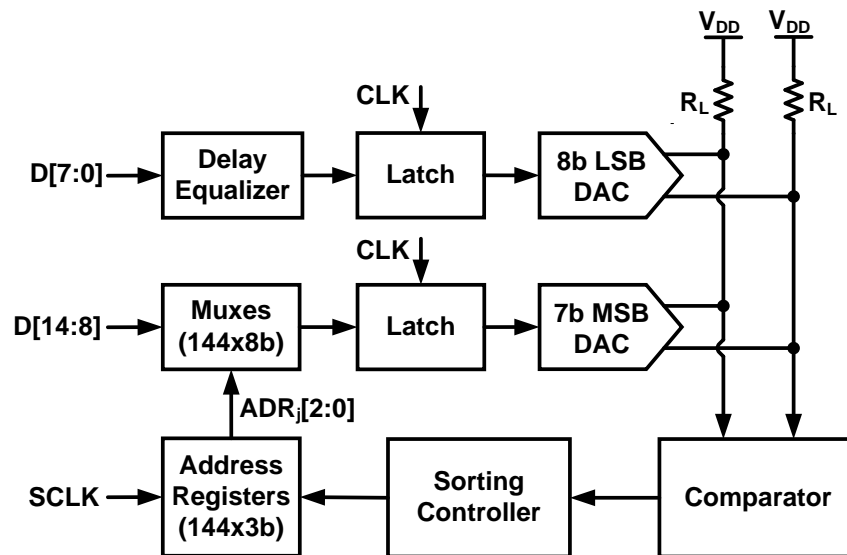 V_DD V_DD
R_L R_L
CLK
D[7:0]
Delay
Equalizer
Latch
8b LSB
DAC
CLK
D[14:8]
Muxes
(144x8b)
Latch
7b MSB
DAC
ADR_j[2:0]
SCLK
Address
Registers
(144x3b)
Sorting
Controller
Comparator